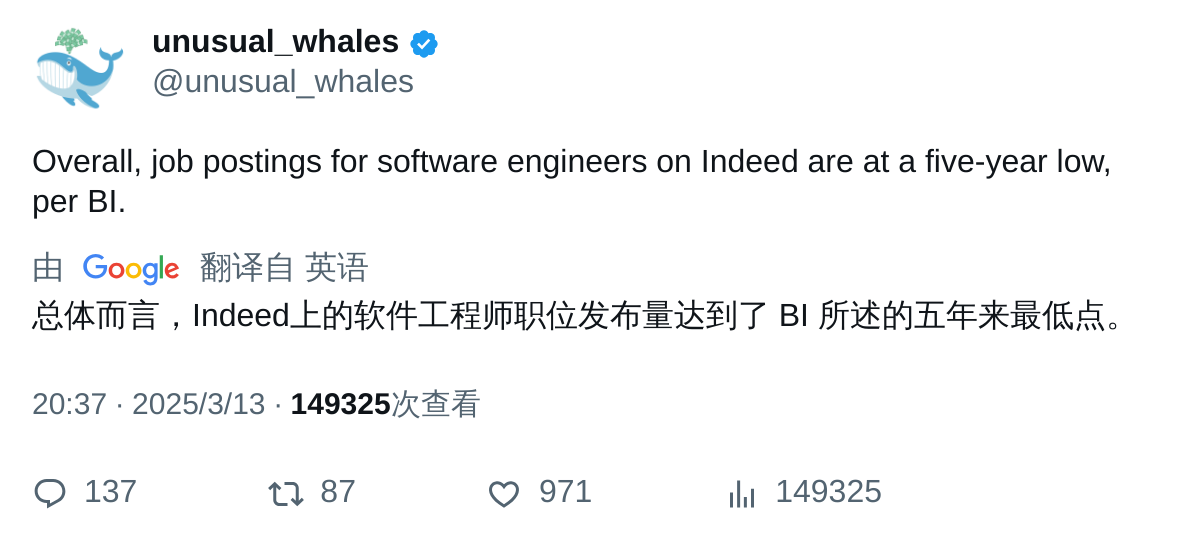 unusual_whales
@unusual_whales
Overall, job postings for software engineers on Indeed are at a five-year low,
per BI.
由 Google 翻译自 英语
总体而言，Indeed上的软件工程师职位发布量达到了 BI 所述的五年来最低点。
20:37 · 2025/3/13 · 149325次查看
137 87 971 149325